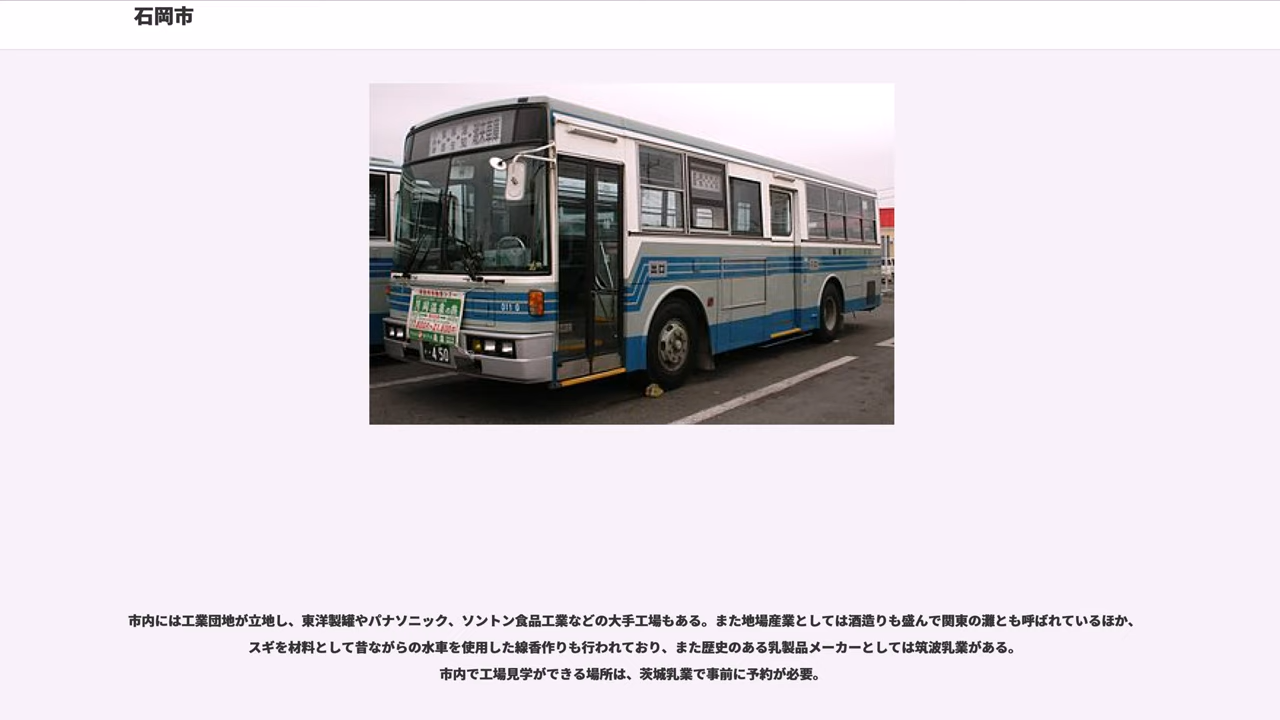 石岡市
出口
011 G
450
市内には工業団地が立地し、東洋製罐やパナソニック、ソントン食品工業などの大手工場もある。また地場産業としては酒造りも盛んで関東の灘とも呼ばれているほか、
スギを材料として昔ながらの水車を使用した線香作りも行われており、また歴史のある乳製品メーカーとしては筑波乳業がある。
市内で工場見学ができる場所は、茨城乳業で事前に予約が必要。